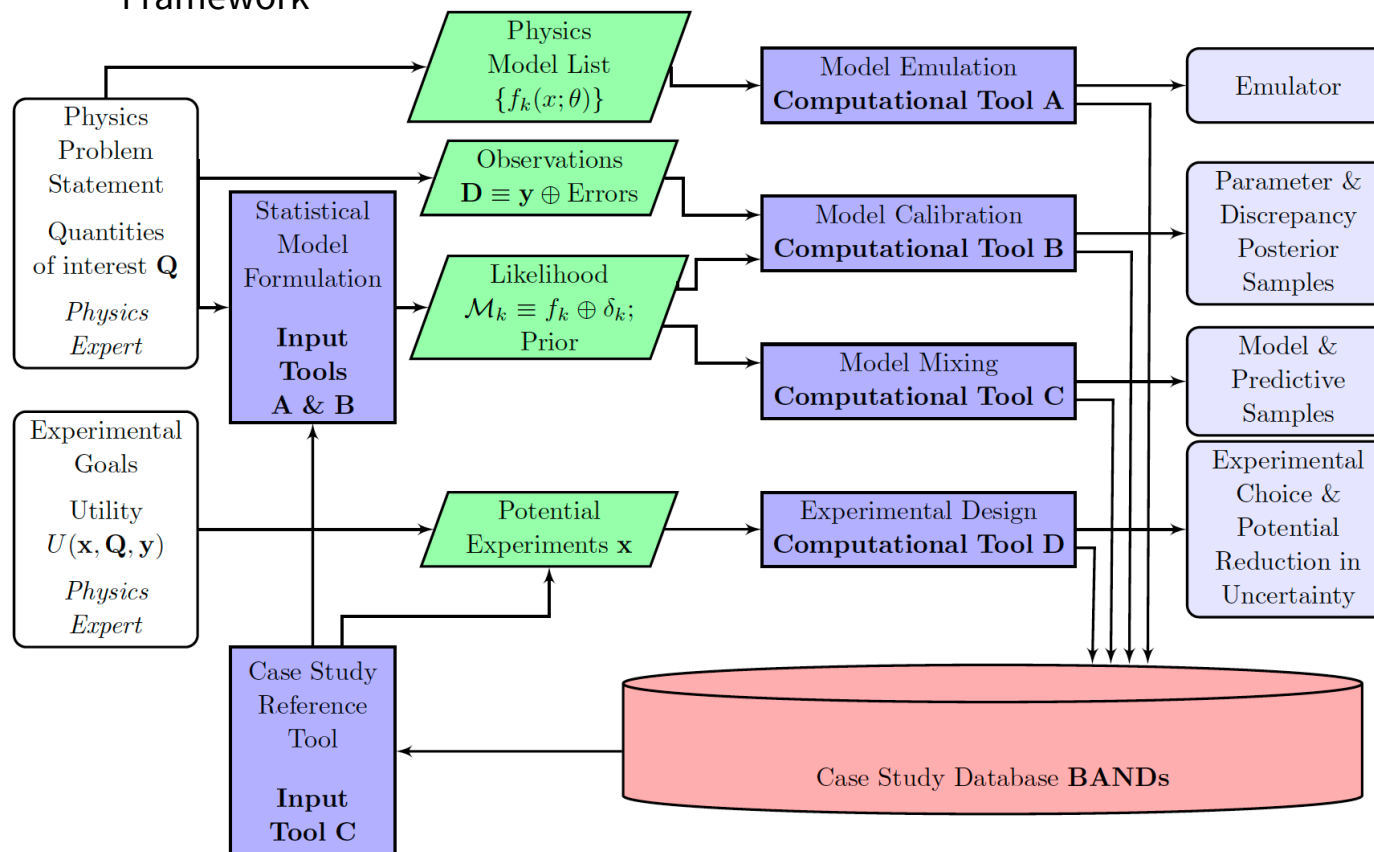 Framework
Physics
Model List
{f_k(x; θ)}
Model Emulation
Computational Tool A
Emulator
Physics
Problem
Statement
Quantities
of interest Q
Physics
Expert
Observations
D ≡ y ⊕ Errors
Statistical
Model
Formulation
Input
Tools
A & B
Model Calibration
Computational Tool B
Parameter &
Discrepancy
Posterior
Samples
Likelihood
ℳ_k ≡ f_k ⊕ δ_k;
Prior
Model Mixing
Computational Tool C
Model &
Predictive
Samples
Experimental
Goals
Utility
U(x, Q, y)
Physics
Expert
Potential
Experiments x
Experimental Design
Computational Tool D
Experimental
Choice &
Potential
Reduction in
Uncertainty
Case Study
Reference
Tool
Input
Tool C
Case Study Database BANDs